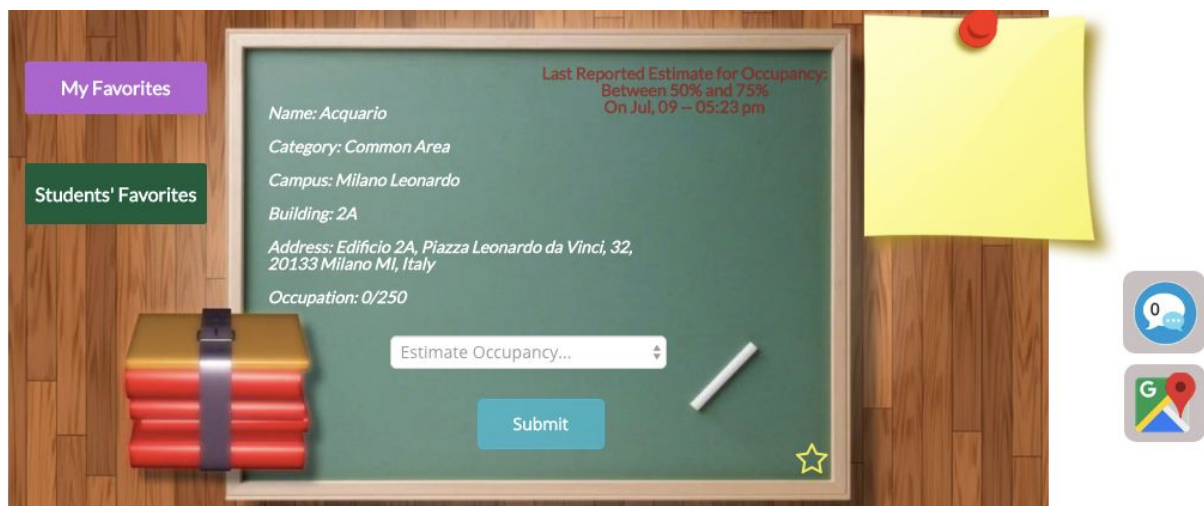 My Favorites
Students' Favorites
Last Reported Estimate for Occupancy:
Between 50% and 75%
On Jul, 09 — 05:23 pm
Name: Acquario
Category: Common Area
Campus: Milano Leonardo
Building: 2A
Address: Edificio 2A, Piazza Leonardo da Vinci, 32,
20133 Milano MI, Italy
Occupation: 0/250
Estimate Occupancy...
Submit
0
G